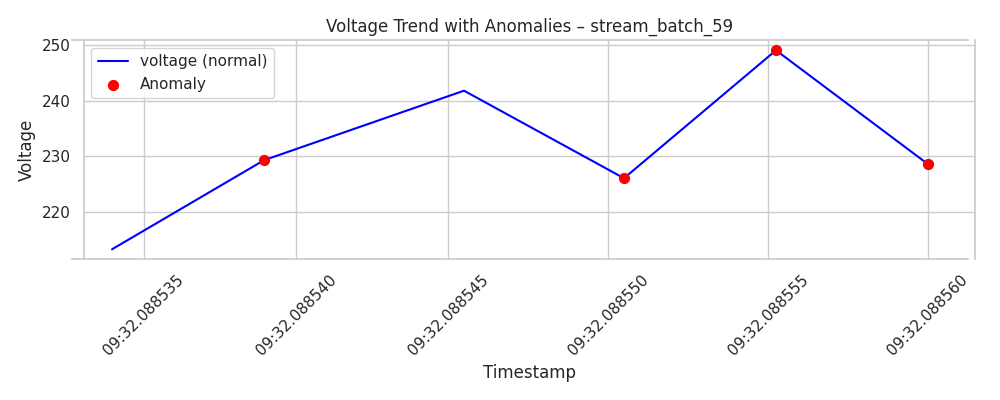 Voltage Trend with Anomalies – stream_batch_59
voltage (normal)
Anomaly
Voltage
250
240
230
220
09:32.088535
09:32.088540
09:32.088545
09:32.088550
09:32.088555
09:32.088560
Timestamp